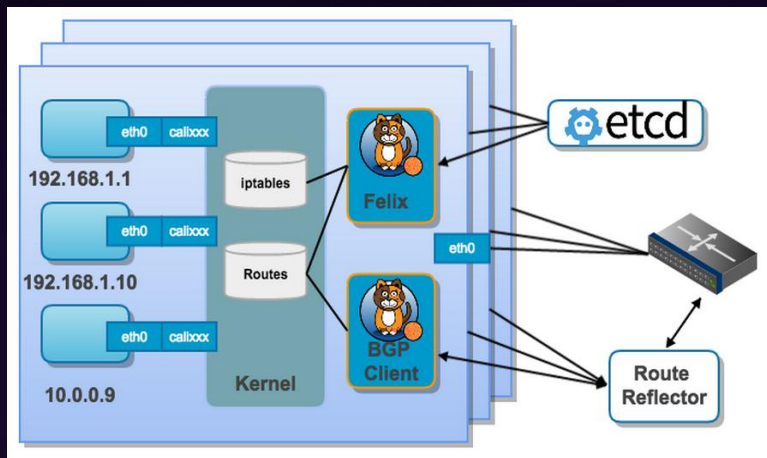 eth0
calixxx
192.168.1.1
eth0
calixxx
192.168.1.10
eth0
calixxx
10.0.0.9
iptables
Routes
Kernel
Felix
BGP
Client
eth0
etcd
Route
Reflector